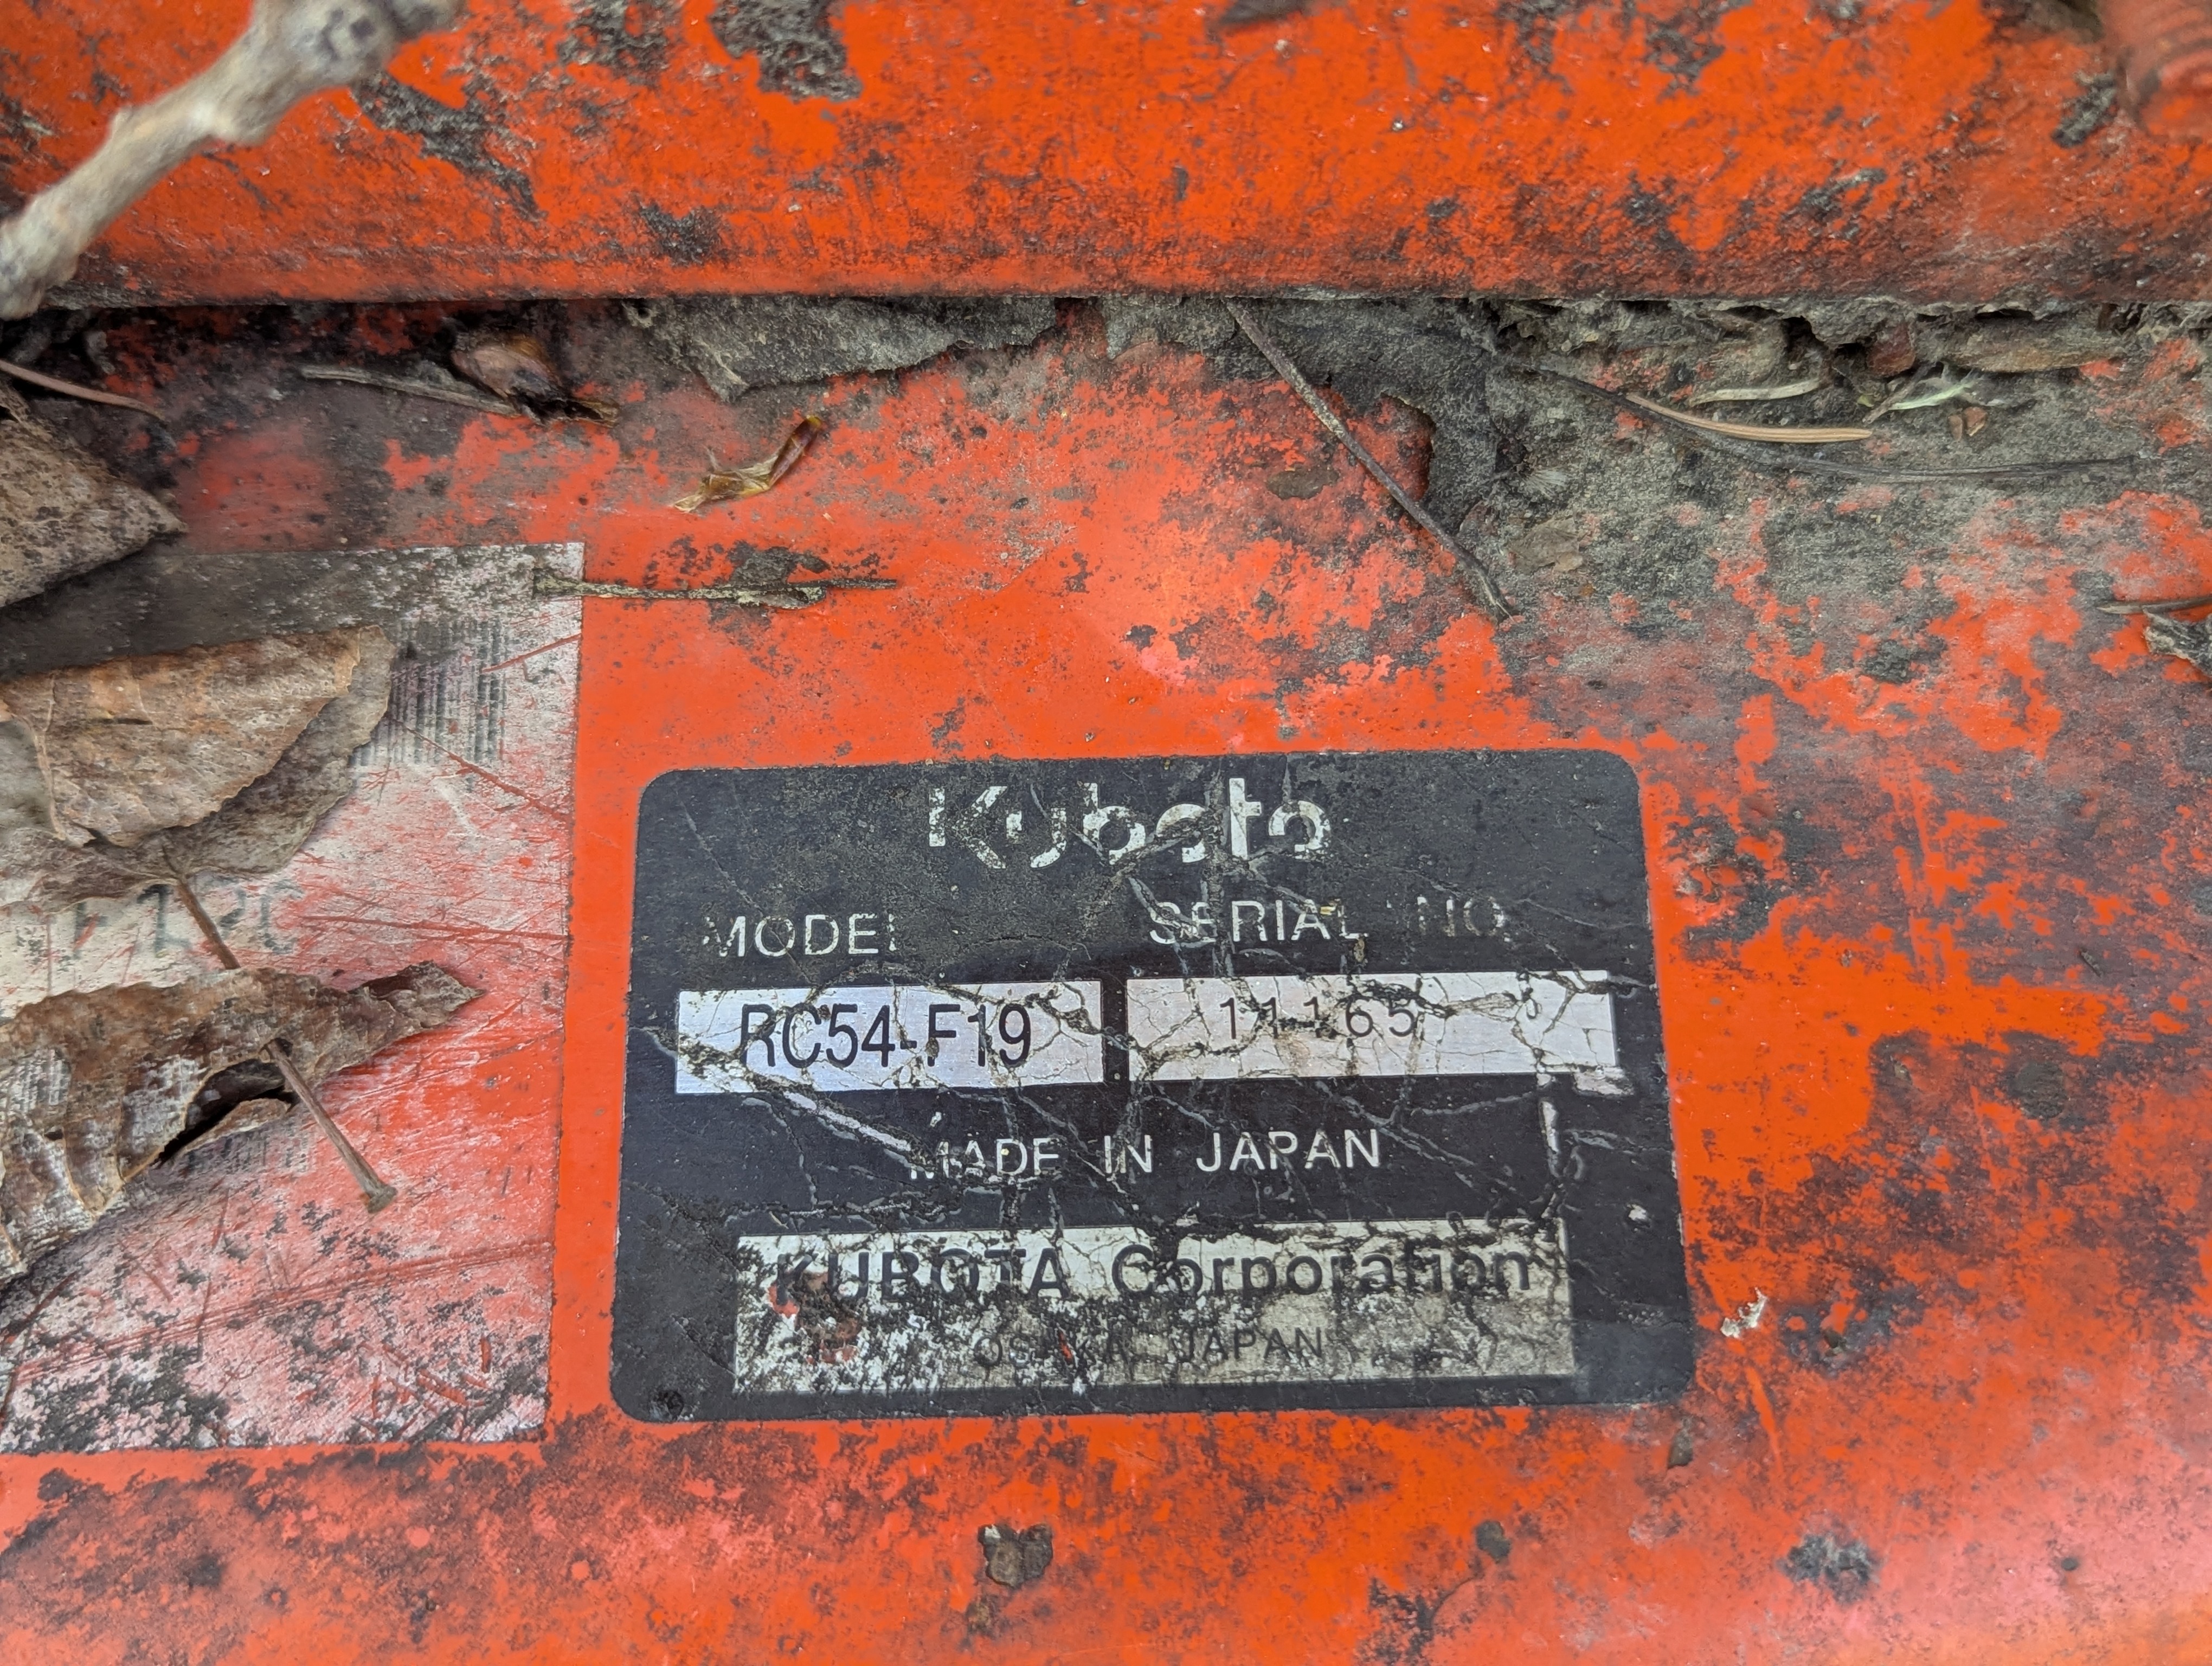 Kubota
MODEL SERIAL NO.
RC54-F19 11165
MADE IN JAPAN
KUBOTA Corporation
OSAKA JAPAN